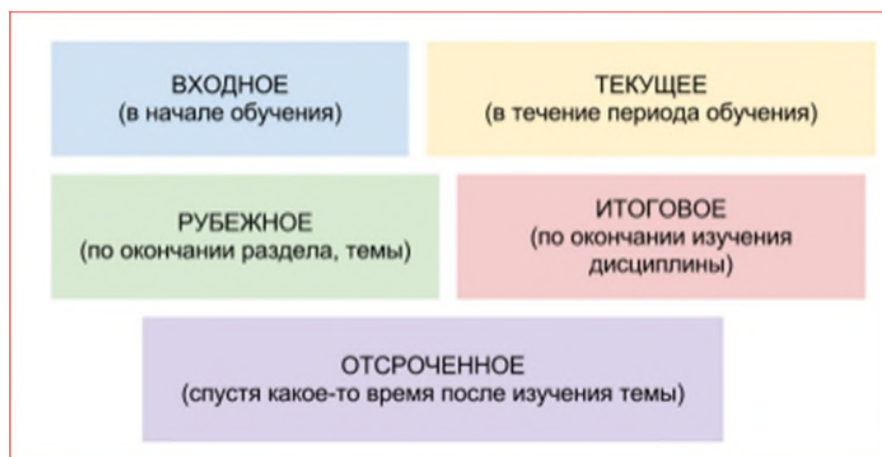 ВХОДНОЕ
(в начале обучения)
ТЕКУЩЕЕ
(в течение периода обучения)
РУБЕЖНОЕ
(по окончании раздела, темы)
ИТОГОВОЕ
(по окончании изучения
дисциплины)
ОТСРОЧЕННОЕ
(спустя какое-то время после изучения темы)